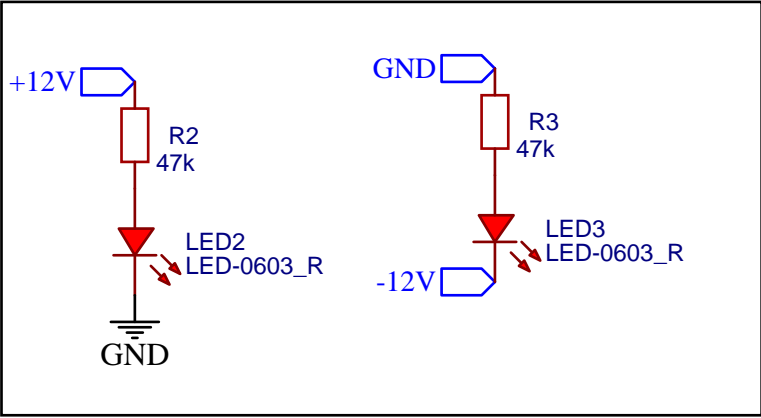 +12V
R2
47k
LED2
LED-0603_R
GND
GND
R3
47k
LED3
LED-0603_R
-12V